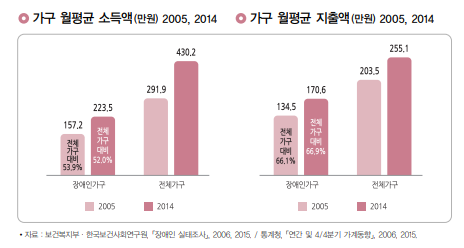 가구 월평균 소득액(만원) 2005, 2014
430.2
291.9
223.5
157.2
전체
가구
대비
53.9%
전체
가구
대비
52.0%
장애인가구
전체가구
2005
2014
가구 월평균 지출액(만원) 2005, 2014
255.1
203.5
170.6
134.5
전체
가구
대비
66.1%
전체
가구
대비
66.9%
장애인가구
전체가구
2005
2014
• 자료 : 보건복지부 · 한국보건사회연구원, 「장애인 실태조사」, 2006, 2015. / 통계청, 「연간 및 4/4분기 가계동향」, 2006, 2015.